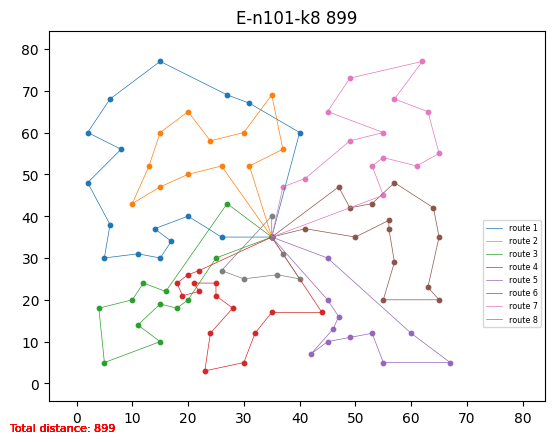 E-n101-k8 899
80
70
60
50
40
30
20
10
0
0 10 20 30 40 50 60 70 80
route 1
route 2
route 3
route 4
route 5
route 6
route 7
route 8
Total distance: 899